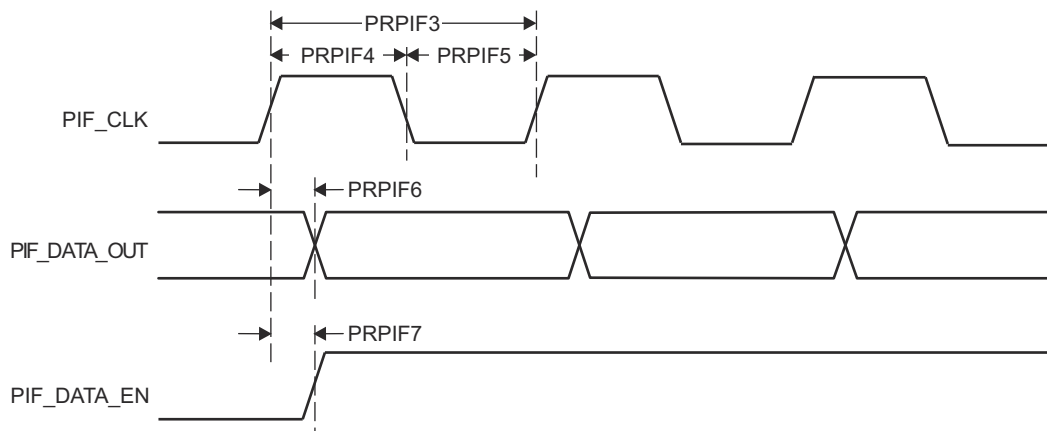 PRPIF3
PRPIF4
PRPIF5
PIF_CLK
PRPIF6
PIF_DATA_OUT
PRPIF7
PIF_DATA_EN